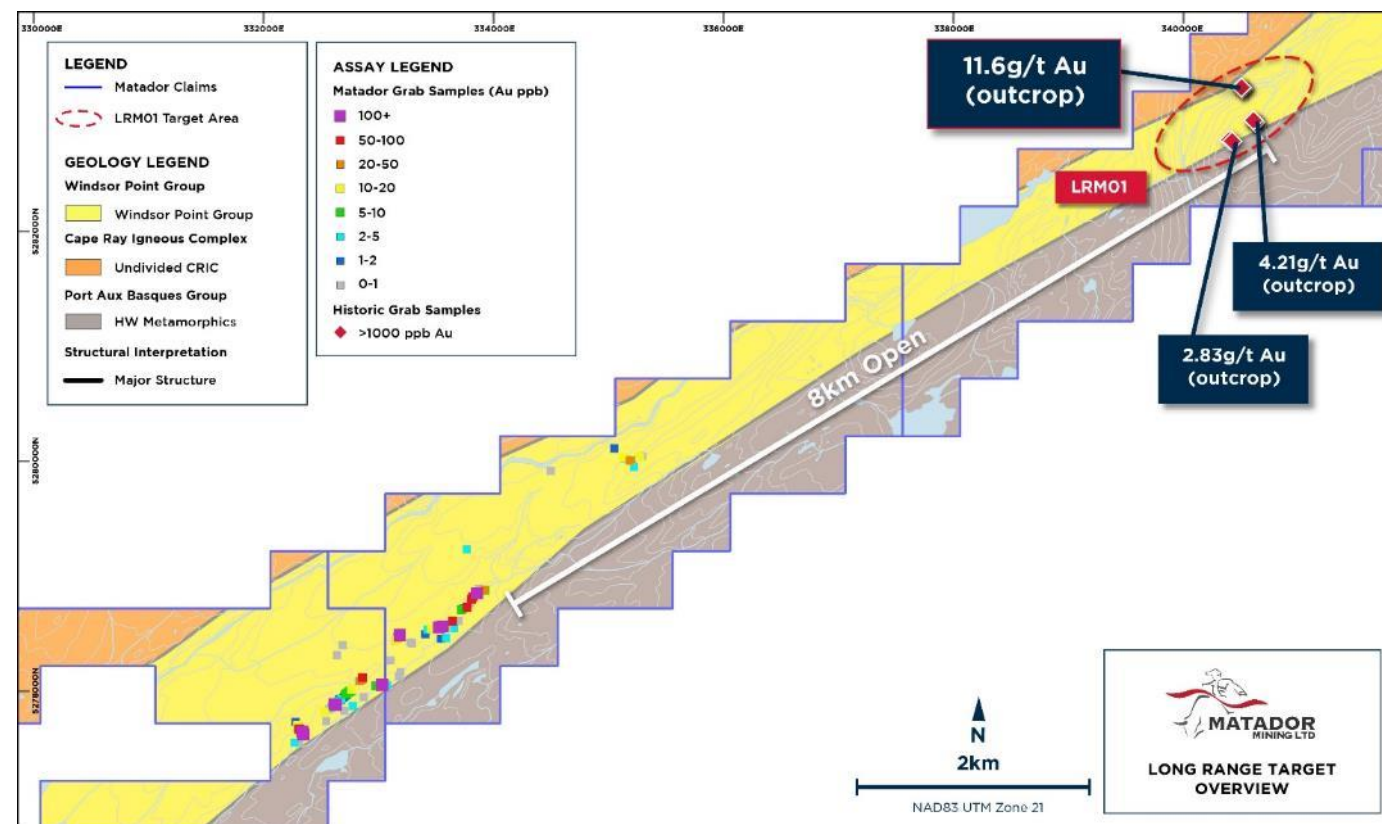 330000E
332000E
334000E
336000E
338000E
340000E
5282000N
5280000N
5278000N
LEGEND
Matador Claims
LRM01 Target Area
GEOLOGY LEGEND
Windsor Point Group
Windsor Point Group
Cape Ray Igneous Complex
Undivided CRIC
Port Aux Basques Group
HW Metamorphics
Structural Interpretation
Major Structure
ASSAY LEGEND
Matador Grab Samples (Au ppb)
100+
50-100
20-50
10-20
5-10
2-5
1-2
0-1
Historic Grab Samples
>1000 ppb Au
11.6g/t Au
(outcrop)
LRM01
4.21g/t Au
(outcrop)
2.83g/t Au
(outcrop)
8km Open
N
2km
NAD83 UTM Zone 21
MATADOR
MINING LTD
LONG RANGE TARGET
OVERVIEW